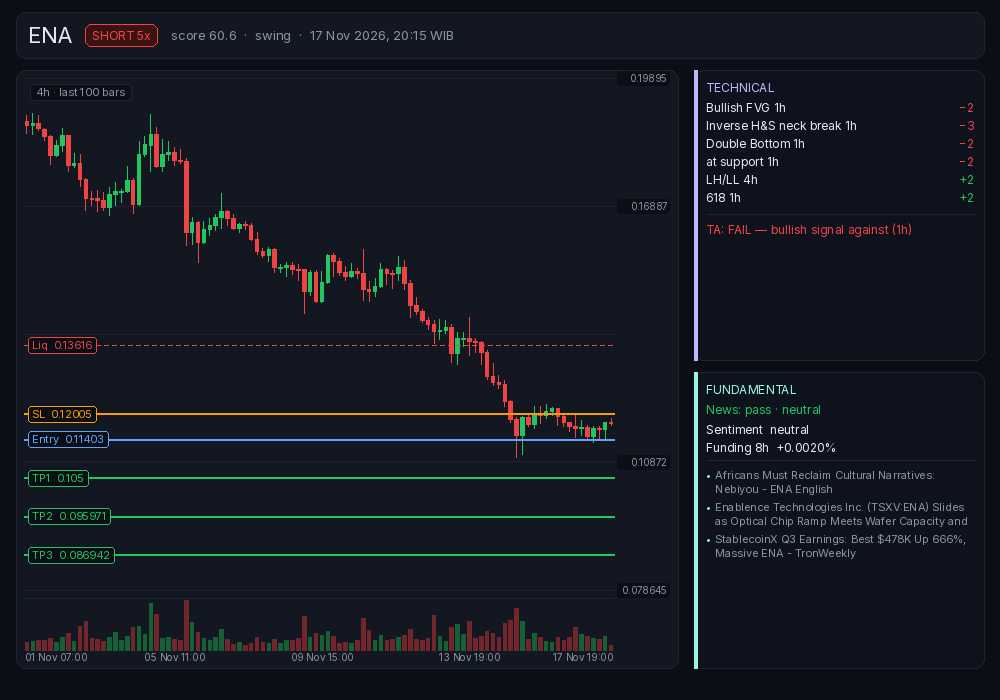 ENA SHORT 5x score 60.6 · swing · 17 Nov 2026, 20:15 WIB
4h · last 100 bars
0.19895
0.16887
Liq 0.13616
SL 0.12005
Entry 0.11403
0.10872
TP1 0.105
TP2 0.095971
TP3 0.086942
0.078645
01 Nov 07:00 05 Nov 11:00 09 Nov 15:00 13 Nov 19:00 17 Nov 19:00
TECHNICAL
Bullish FVG 1h −2
Inverse H&S neck break 1h −3
Double Bottom 1h −2
at support 1h −2
LH/LL 4h +2
618 1h +2
TA: FAIL — bullish signal against (1h)
FUNDAMENTAL
News: pass · neutral
Sentiment neutral
Funding 8h +0.0020%
• Africans Must Reclaim Cultural Narratives:
Nebiyou - ENA English
• Enablence Technologies Inc. (TSXV:ENA) Slides
as Optical Chip Ramp Meets Wafer Capacity and
• StablecoinX Q3 Earnings: Best $478K Up 666%,
Massive ENA - TronWeekly